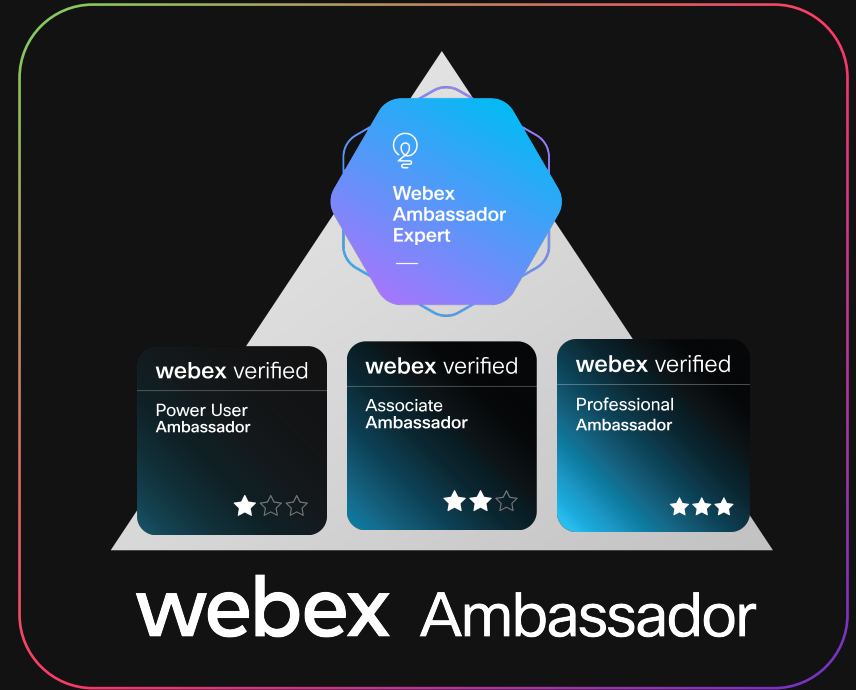 Webex
Ambassador
Expert
webex verified
Power User
Ambassador
webex verified
Associate
Ambassador
webex verified
Professional
Ambassador
webex Ambassador